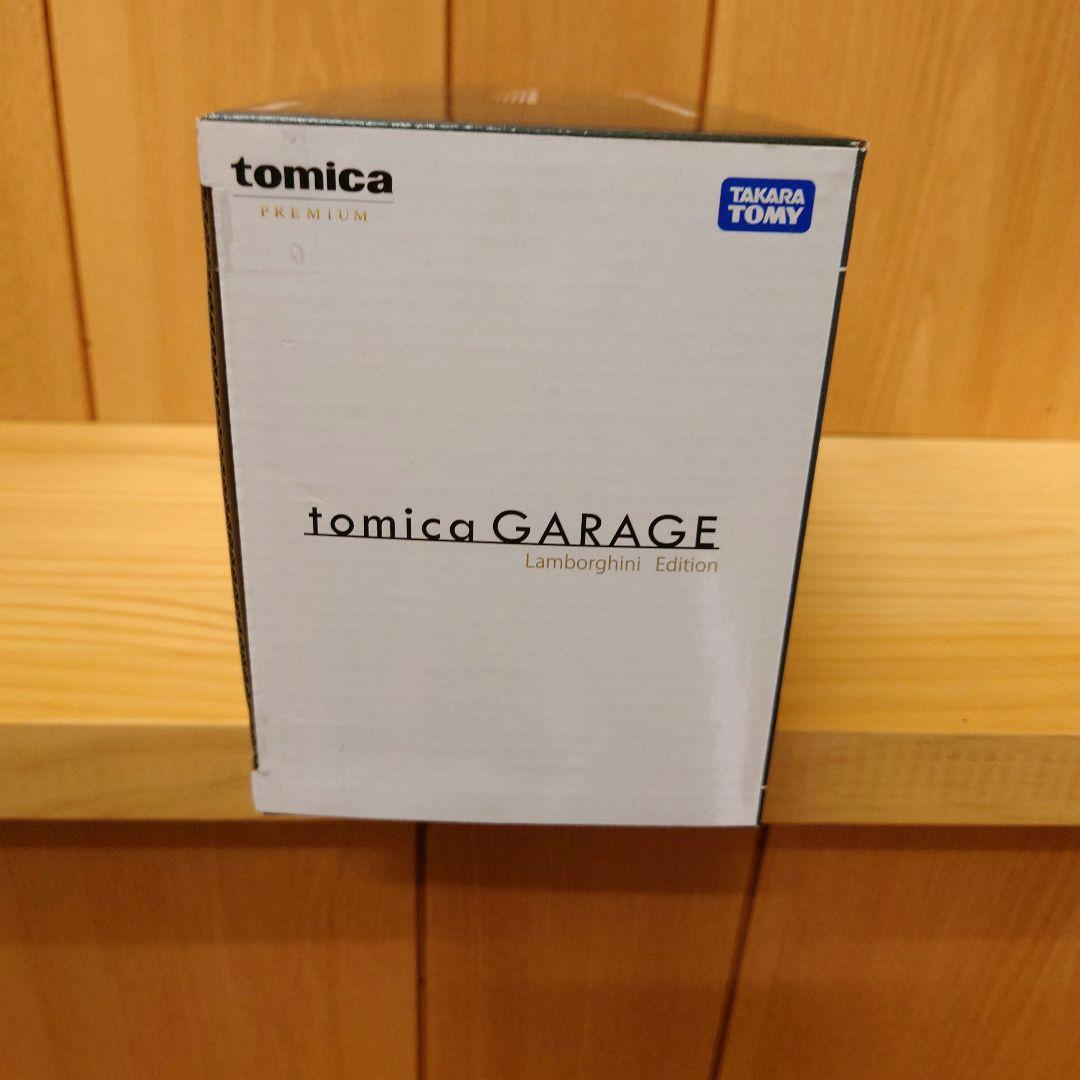 tomica
PREMIUM
TAKARA
TOMY
tomica GARAGE
Lamborghini Edition